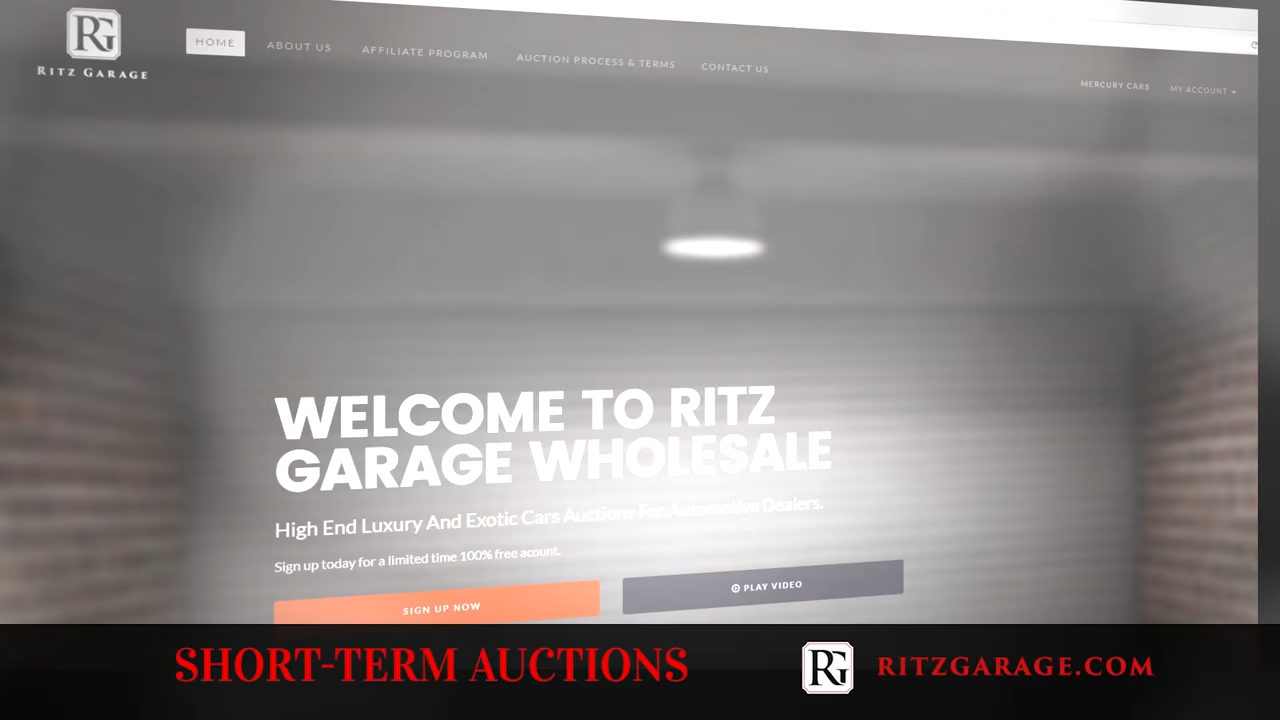 RG
RITZ GARAGE
HOME
ABOUT US
AFFILIATE PROGRAM
AUCTION PROCESS & TERMS
CONTACT US
MERCURY CARS
MY ACCOUNT
WELCOME TO RITZ
GARAGE WHOLESALE
High End Luxury And Exotic Cars Auctions For Automotive Dealers.
Sign up today for a limited time 100% free acount.
SIGN UP NOW
PLAY VIDEO
SHORT-TERM AUCTIONS
RG
RITZGARAGE.COM